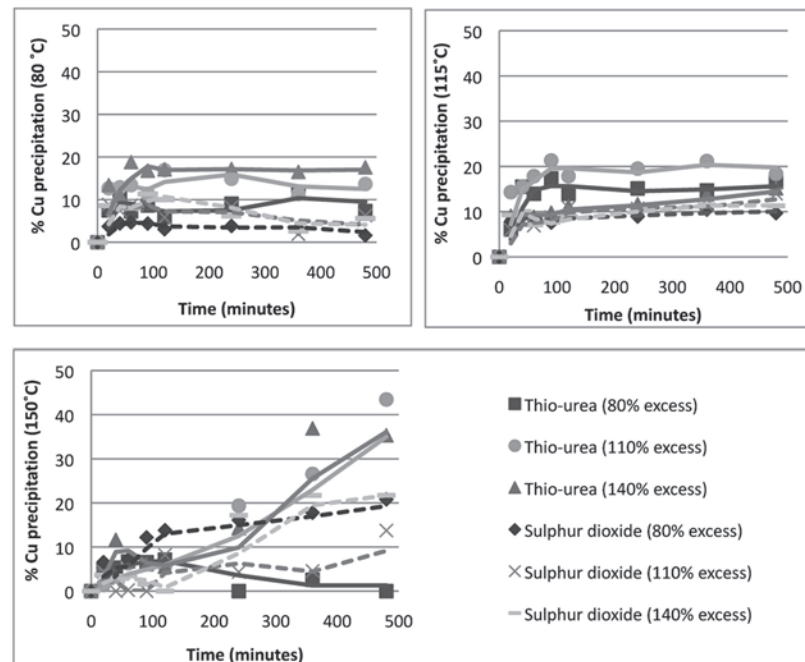 % Cu precipitation (80 ˚C)
50
40
30
20
10
0
0 100 200 300 400 500
Time (minutes)
% Cu precipitation (115˚C)
50
40
30
20
10
0
0 100 200 300 400 500
Time (minutes)
% Cu precipitation (150˚C)
50
40
30
20
10
0
0 100 200 300 400 500
Time (minutes)
Thio-urea (80% excess)
Thio-urea (110% excess)
Thio-urea (140% excess)
Sulphur dioxide (80% excess)
Sulphur dioxide (110% excess)
Sulphur dioxide (140% excess)